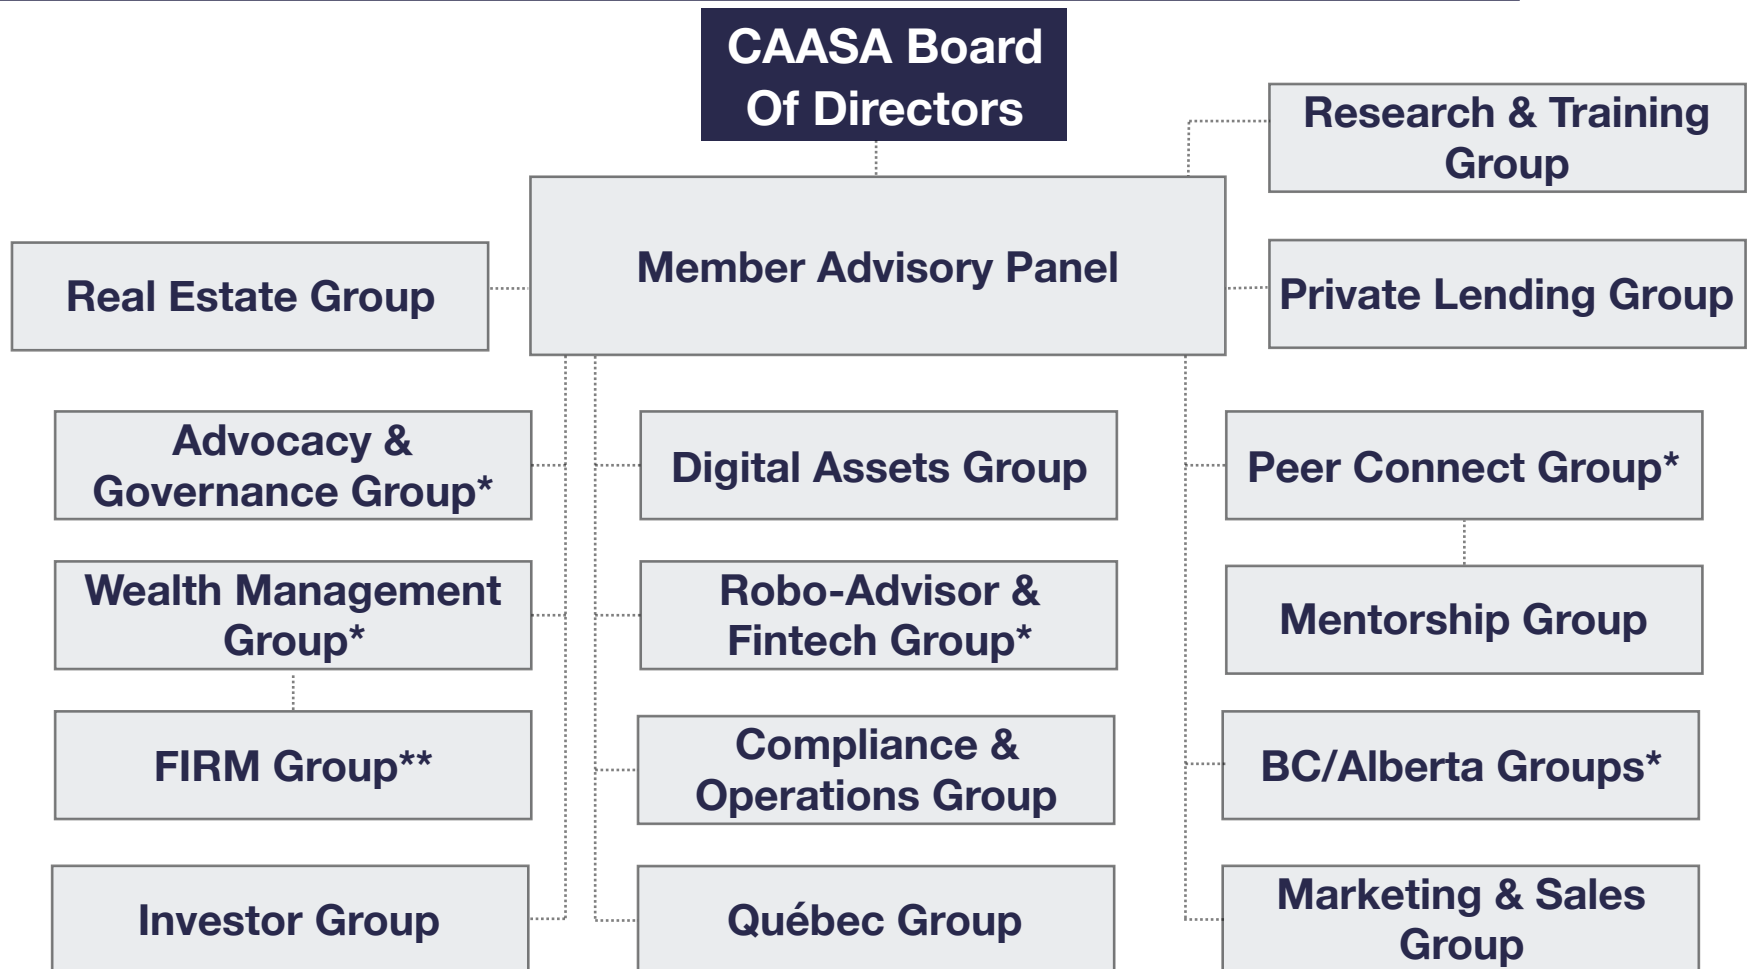 CAASA Board
Of Directors
Research & Training
Group
Member Advisory Panel
Real Estate Group
Private Lending Group
Advocacy &
Governance Group*
Digital Assets Group
Peer Connect Group*
Wealth Management
Group*
Robo-Advisor &
Fintech Group*
Mentorship Group
FIRM Group**
Compliance &
Operations Group
BC/Alberta Groups*
Investor Group
Québec Group
Marketing & Sales
Group